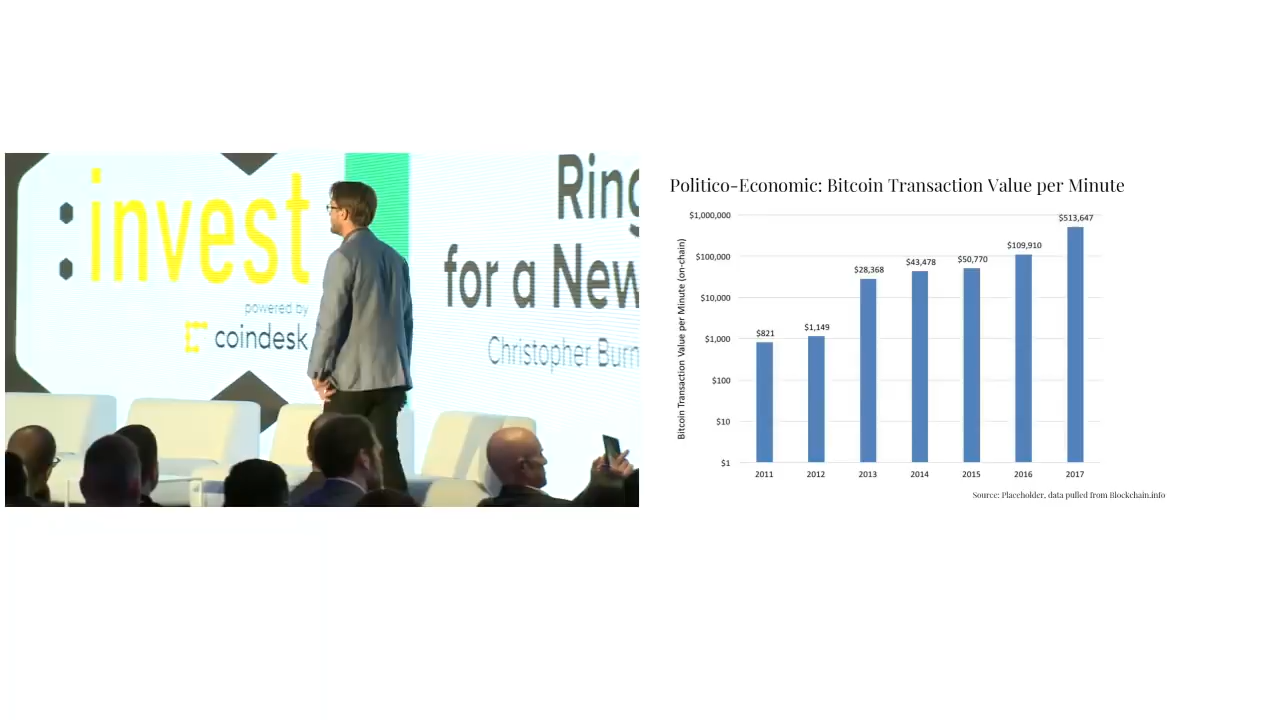 :invest
powered by
coindesk
Ring
for a New
Christopher Burn
Politico-Economic: Bitcoin Transaction Value per Minute
Bitcoin Transaction Value per Minute (on-chain)
$1,000,000
$100,000
$10,000
$1,000
$100
$10
$1
$821
$1,149
$28,368
$43,478
$50,770
$109,910
$513,647
2011
2012
2013
2014
2015
2016
2017
Source: Placeholder, data pulled from Blockchain.info